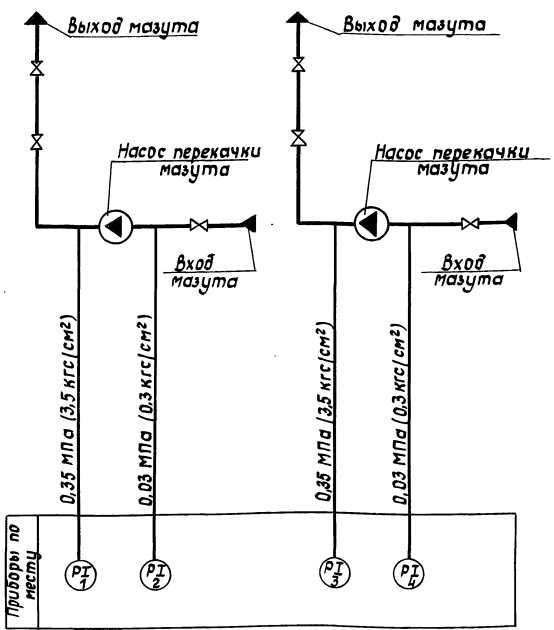 Выход мазута
Выход мазута
Насос перекачки
мазута
Насос перекачки
мазута
Вход
мазута
Вход
мазута
0,35 МПа (3,5 кгс/см²)
0,03 МПа (0,3 кгс/см²)
0,35 МПа (3,5 кгс/см²)
0,03 МПа (0,3 кгс/см²)
Приборы по
месту
PI
1
PI
2
PI
3
PI
4